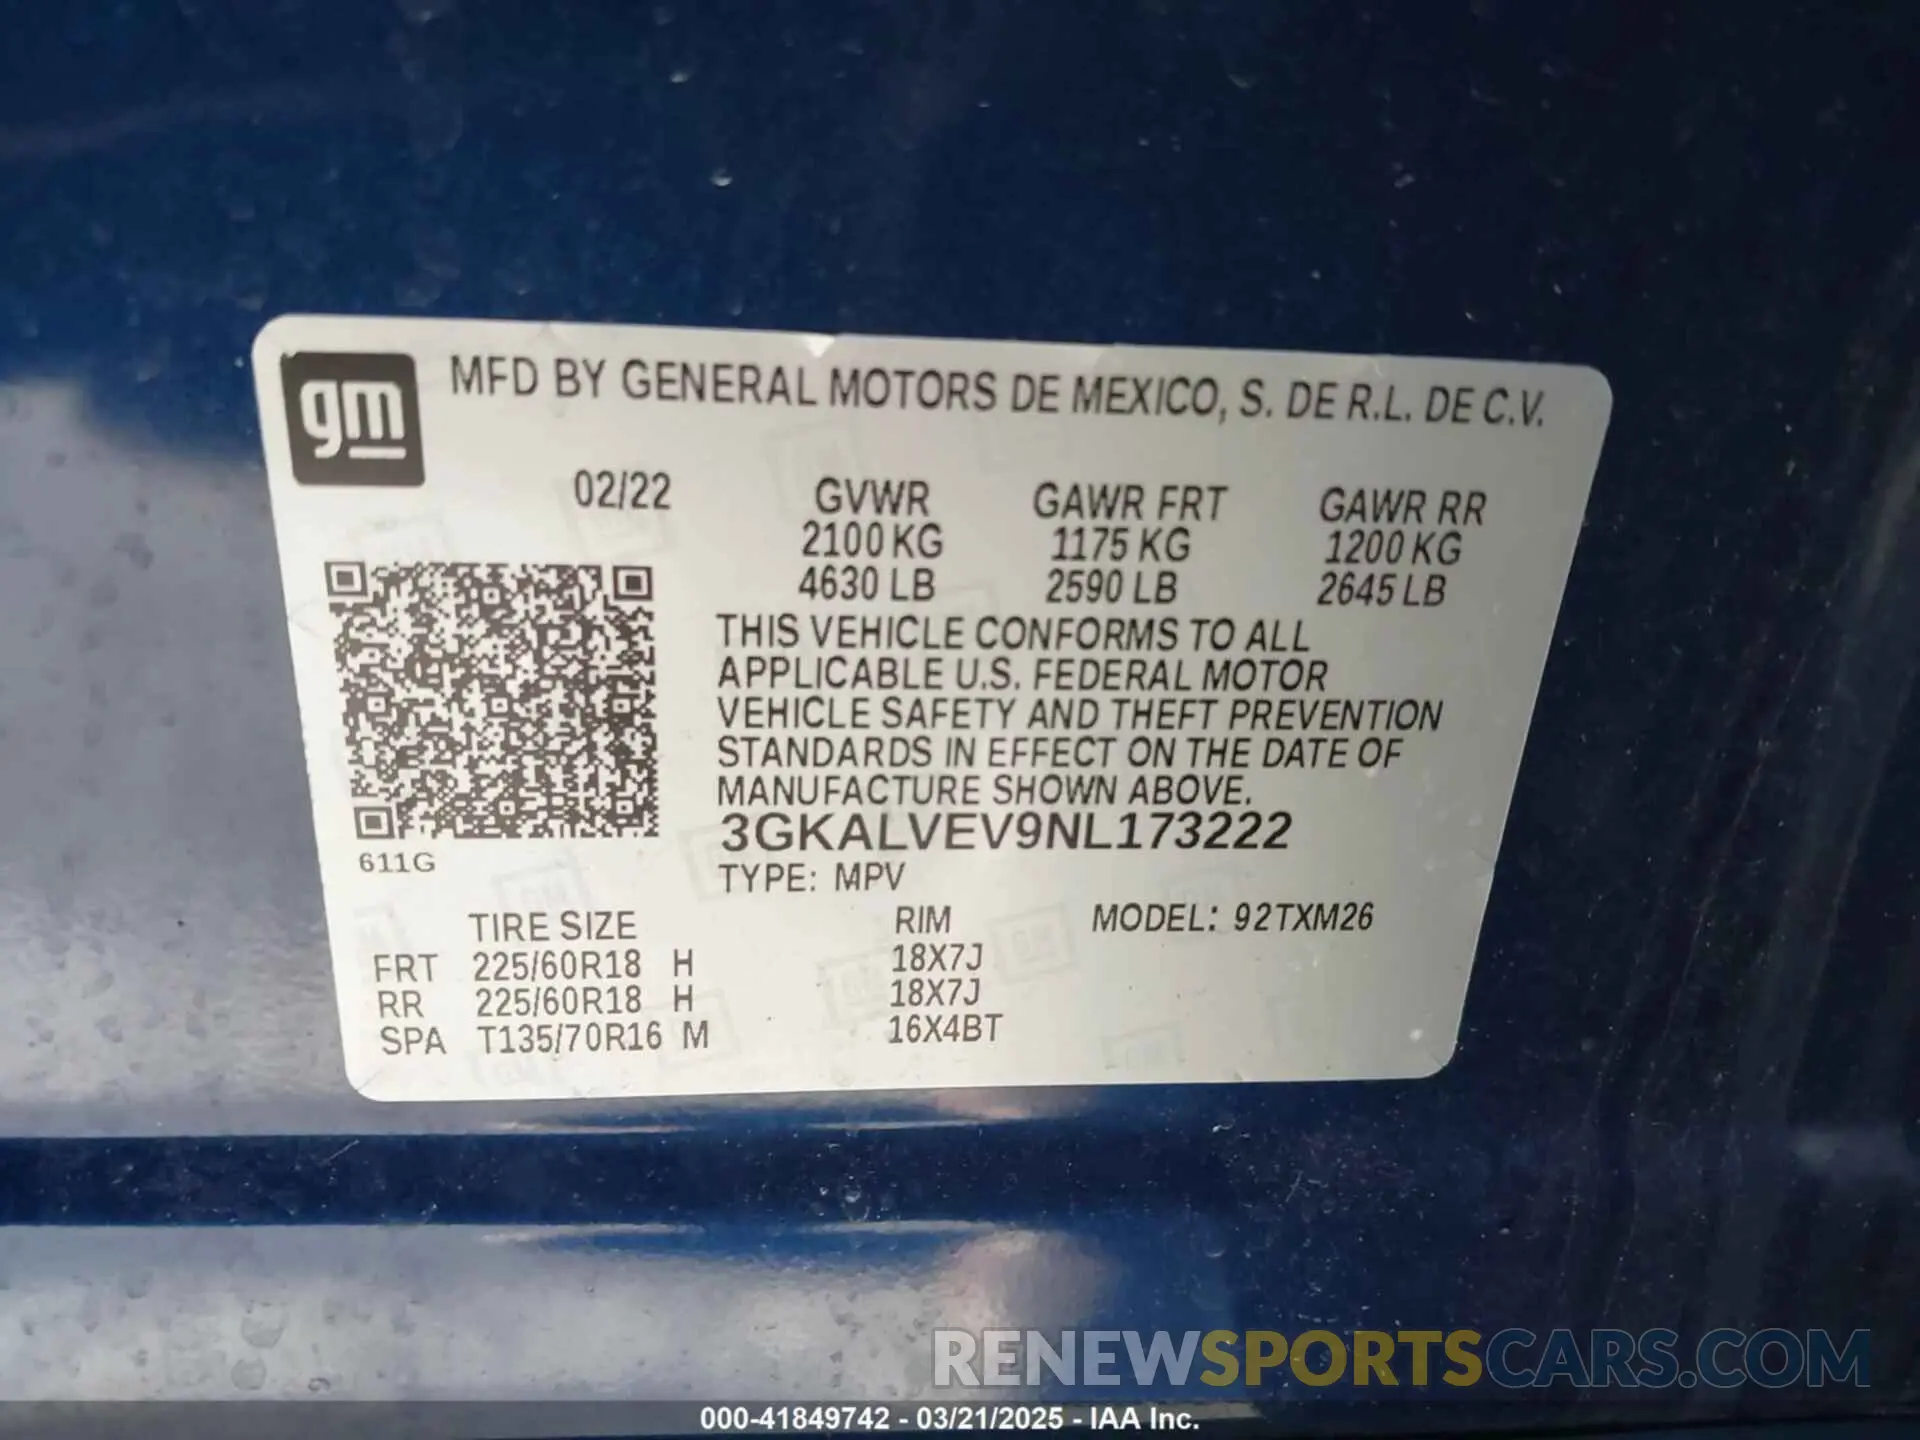 gm
MFD BY GENERAL MOTORS DE MEXICO, S. DE R.L. DE C.V.
02/22 GVWR GAWR FRT GAWR RR
2100 KG 1175 KG 1200 KG
4630 LB 2590 LB 2645 LB
THIS VEHICLE CONFORMS TO ALL
APPLICABLE U.S. FEDERAL MOTOR
VEHICLE SAFETY AND THEFT PREVENTION
STANDARDS IN EFFECT ON THE DATE OF
MANUFACTURE SHOWN ABOVE.
3GKALVEV9NL173222
611G
TYPE: MPV
TIRE SIZE RIM MODEL: 92TXM26
FRT 225/60R18 H 18X7J
RR 225/60R18 H 18X7J
SPA T135/70R16 M 16X4BT
RENEWSPORTSCARS.COM
000-41849742 - 03/21/2025 - IAA Inc.